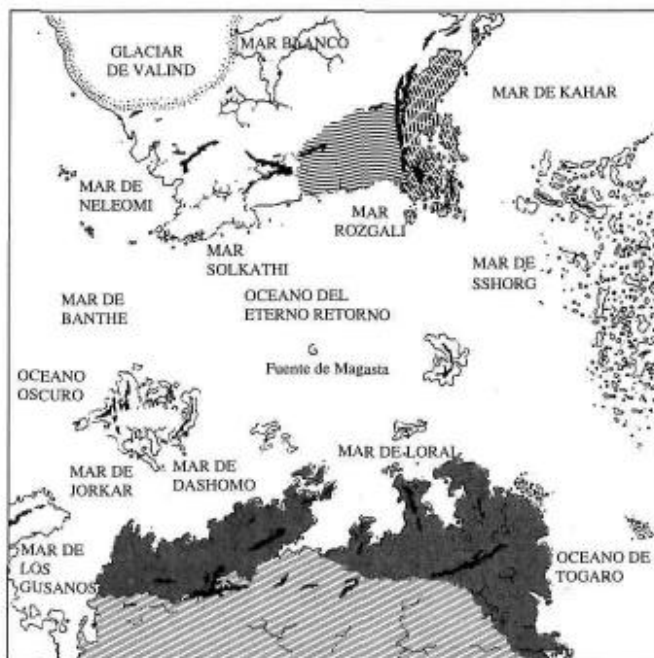 GLACIAR
DE VALIND
MAR BLANCO
MAR DE KAHAR
MAR DE
NELEOMI
MAR
ROZGALI
MAR
SOLKATHI
MAR DE
SSHORG
MAR DE
BANTHE
OCEANO DEL
ETERNO RETORNO
Fuente de Magasta
OCEANO
OSCURO
MAR DE LORAL
MAR DE
JORKAR
MAR DE
DASHOMO
MAR DE
LOS
GUSANOS
OCEANO DE
TOGARO